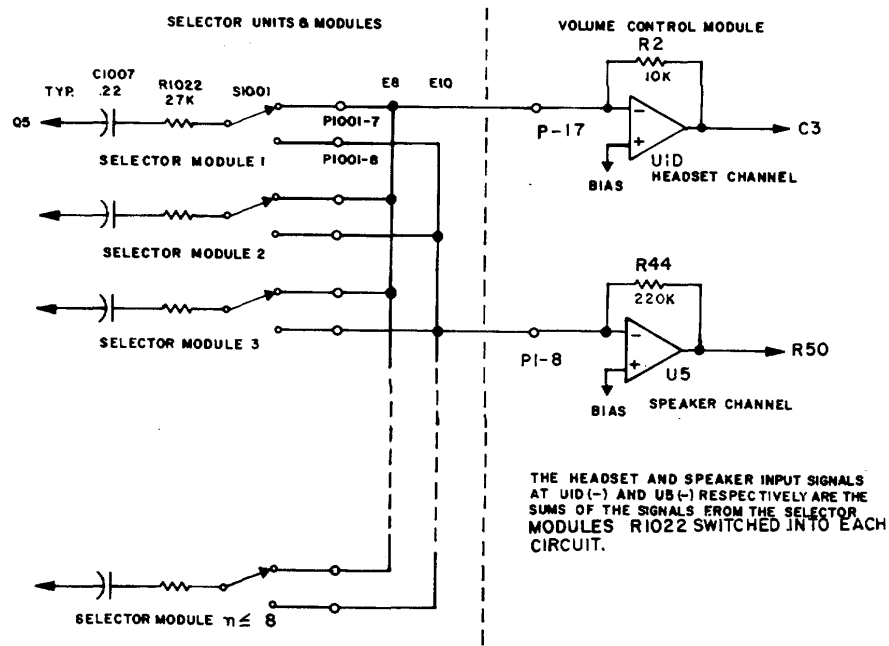 SELECTOR UNITS & MODULES
VOLUME CONTROL MODULE
R2
10K
TYP.
C1007
.22
R1022
27K
S1001
E8
E10
Q5
P1001-7
P-17
C3
SELECTOR MODULE 1
P1001-8
U1D
BIAS
HEADSET CHANNEL
SELECTOR MODULE 2
R44
220K
SELECTOR MODULE 3
P1-8
R50
U5
BIAS
SPEAKER CHANNEL
THE HEADSET AND SPEAKER INPUT SIGNALS
AT U1D (-) AND U5 (-) RESPECTIVELY ARE THE
SUMS OF THE SIGNALS FROM THE SELECTOR
MODULES R1022 SWITCHED INTO EACH
CIRCUIT.
SELECTOR MODULE n ≤ 8